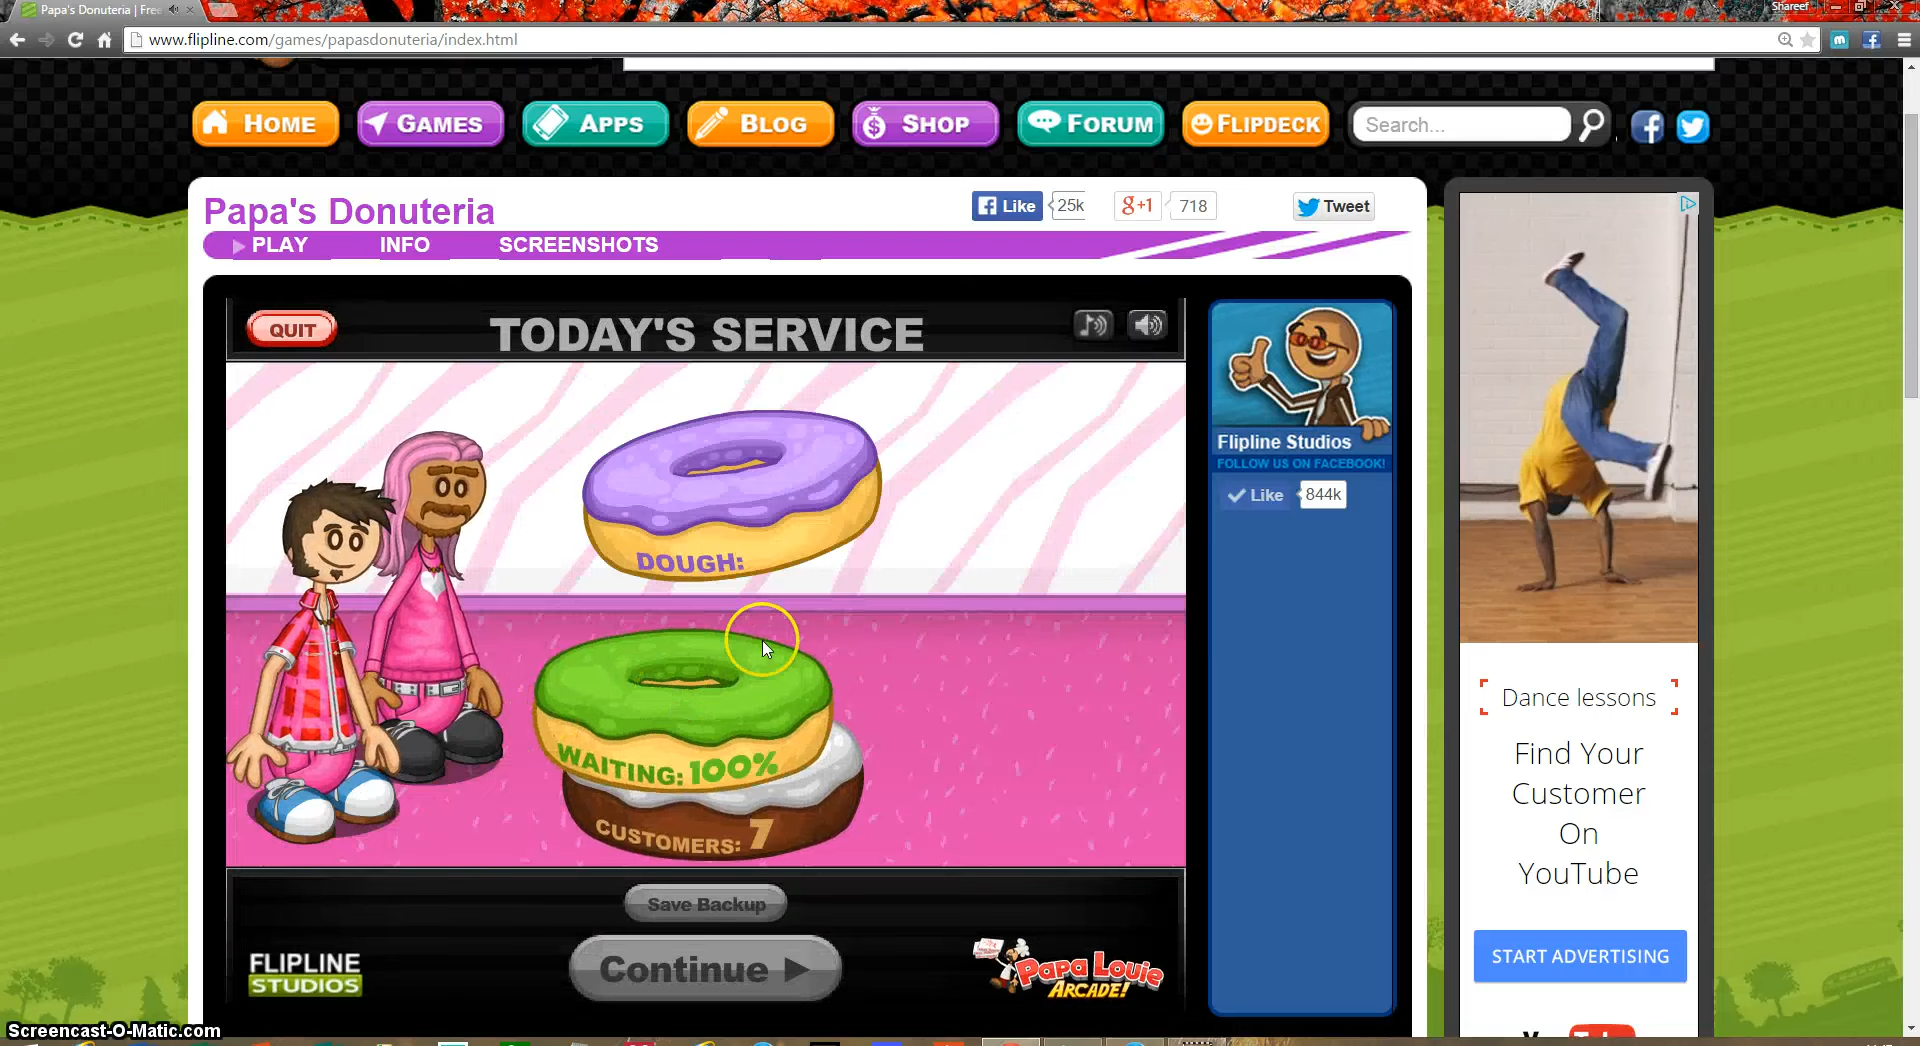 Papa's Donuteria | Free
Shareef
www.flipline.com/games/papasdonuteria/index.html
HOME
GAMES
APPS
BLOG
SHOP
FORUM
FLIPDECK
Search...
Papa's Donuteria
Like
25k
g+1
718
Tweet
PLAY
INFO
SCREENSHOTS
QUIT
TODAY'S SERVICE
DOUGH:
WAITING: 100%
CUSTOMERS: 7
Save Backup
Continue
FLIPLINE
STUDIOS
Papa Louie
ARCADE!
Flipline Studios
FOLLOW US ON FACEBOOK!
Like
844k
Dance lessons
Find Your
Customer
On
YouTube
START ADVERTISING
Screencast-O-Matic.com